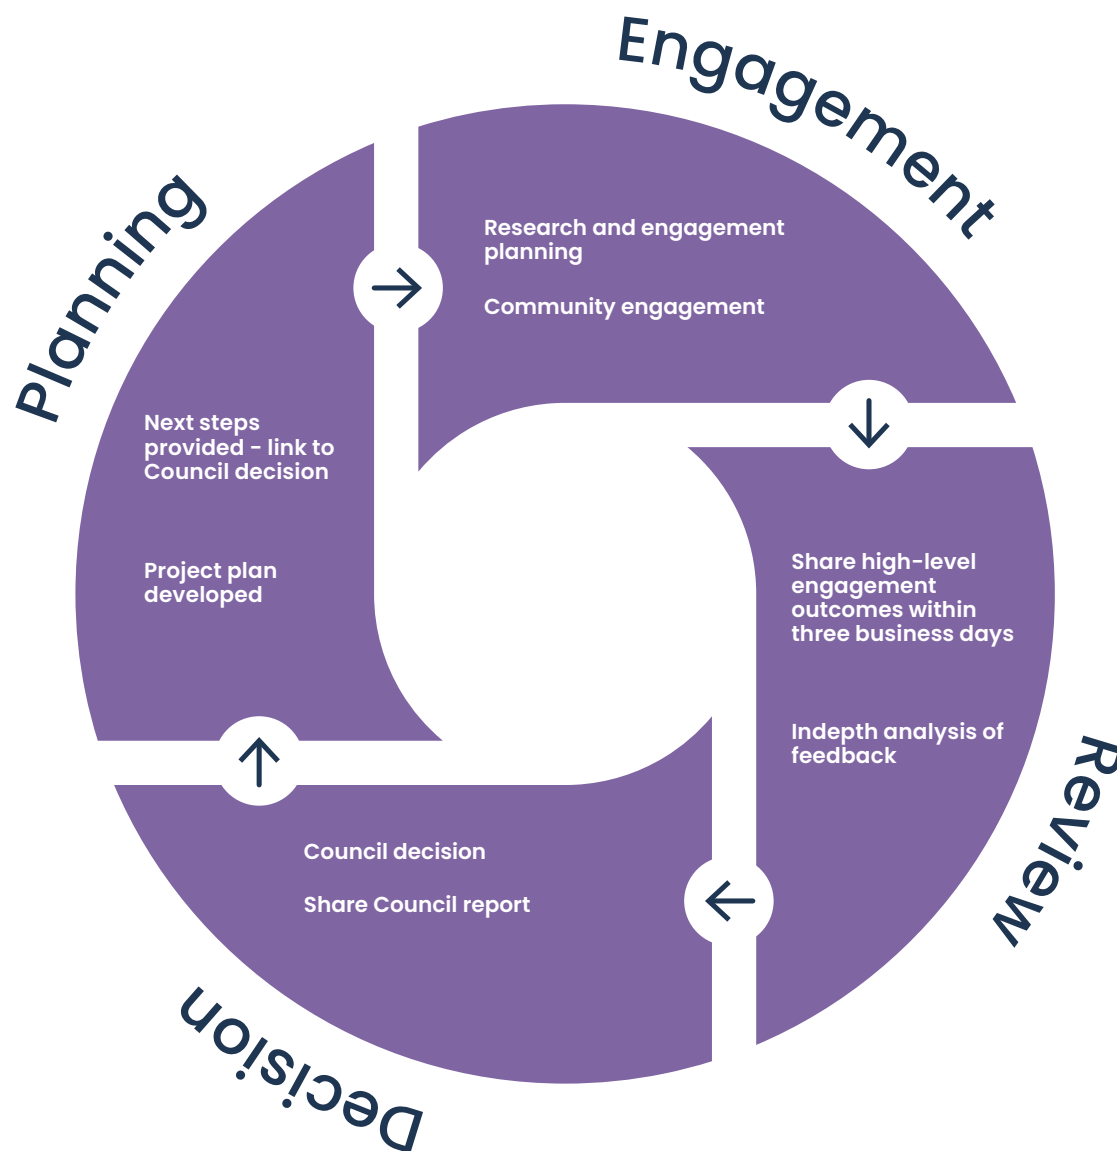 Engagement
Planning
Research and engagement
planning
Community engagement
Next steps
provided - link to
Council decision
Project plan
developed
Share high-level
engagement
outcomes within
three business days
Indepth analysis of
feedback
Review
Council decision
Share Council report
Decision